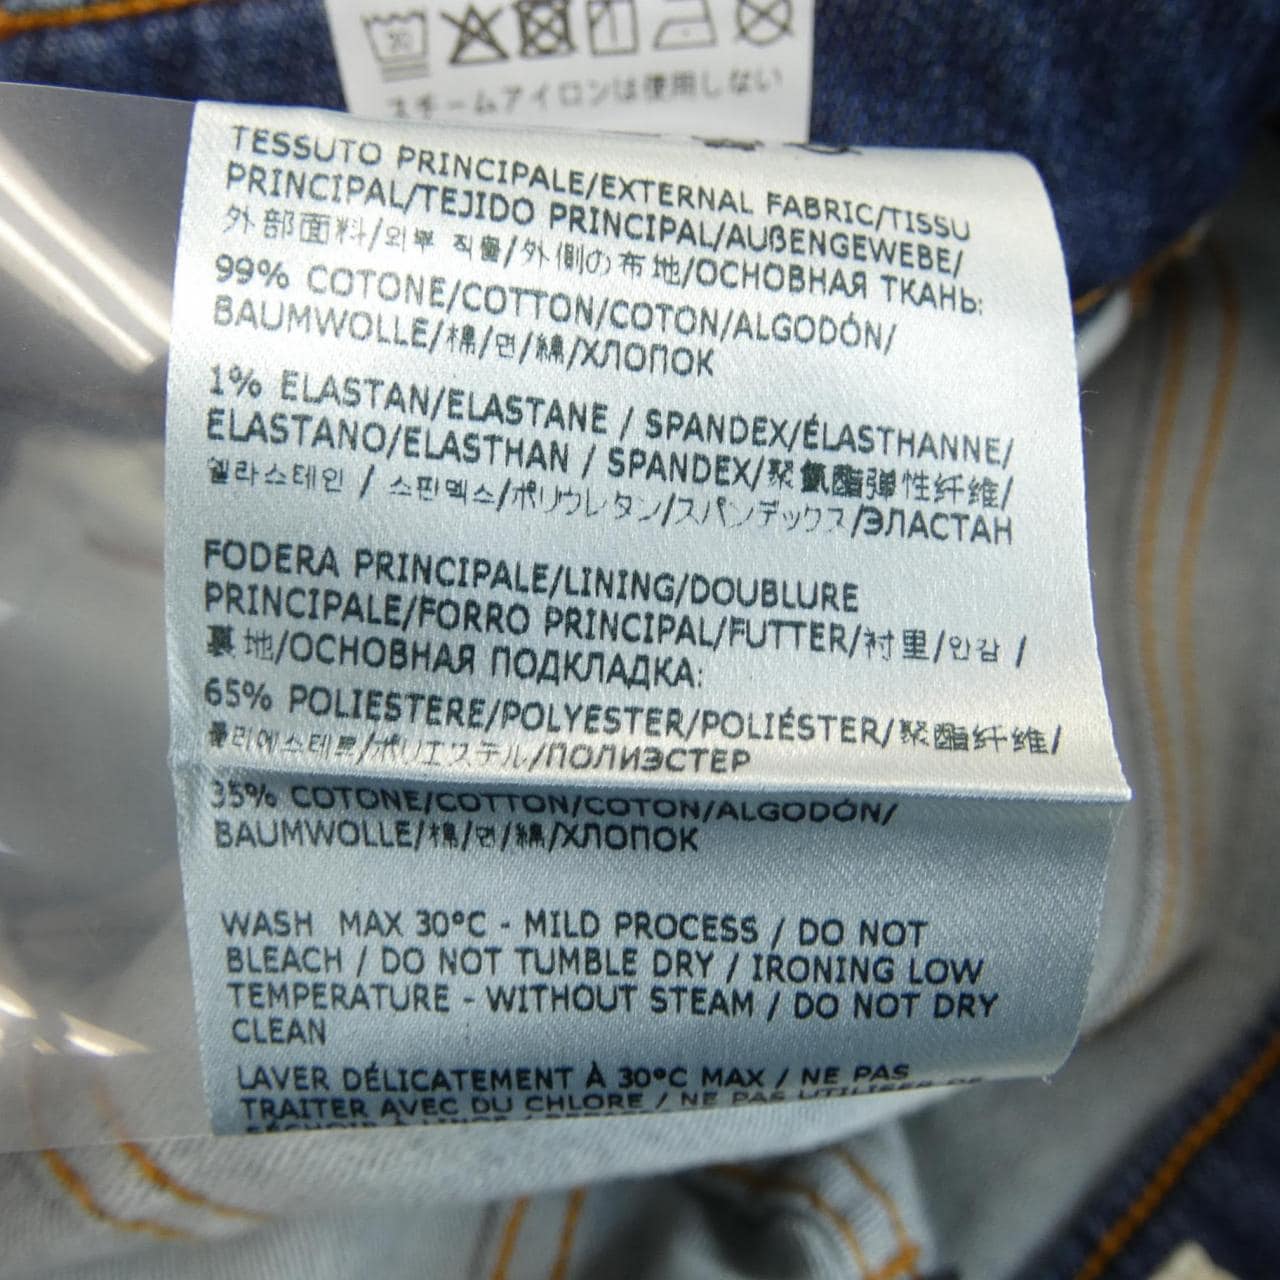 スチームアイロンは使用しない
TESSUTO PRINCIPALE/EXTERNAL FABRIC/TISSU
PRINCIPAL/TEJIDO PRINCIPAL/AUßENGEWEBE/
外部面料/외부 직물/外側の布地/ОСНОВНАЯ ТКАНЬ:
99% COTONE/COTTON/COTON/ALGODÓN/
BAUMWOLLE/棉/면/綿/ХЛОПОК
1% ELASTAN/ELASTANE / SPANDEX/ÉLASTHANNE/
ELASTANO/ELASTHAN / SPANDEX/聚氨酯弹性纤维/
엘라스테인 / 스판덱스/ポリウレタン/スパンデックス/ЭЛАСТАН
FODERA PRINCIPALE/LINING/DOUBLURE
PRINCIPALE/FORRO PRINCIPAL/FUTTER/衬里/안감 /
裏地/ОСНОВНАЯ ПОДКЛАДКА:
65% POLIESTERE/POLYESTER/POLIÉSTER/聚酯纤维/
폴리에스테르/ポリエステル/ПОЛИЭСТЕР
35% COTONE/COTTON/COTON/ALGODÓN/
BAUMWOLLE/棉/면/綿/ХЛОПОК
WASH MAX 30°C - MILD PROCESS / DO NOT
BLEACH / DO NOT TUMBLE DRY / IRONING LOW
TEMPERATURE - WITHOUT STEAM / DO NOT DRY
CLEAN
LAVER DÉLICATEMENT À 30°C MAX / NE PAS
TRAITER AVEC DU CHLORE / NE PAS UTILISER DE